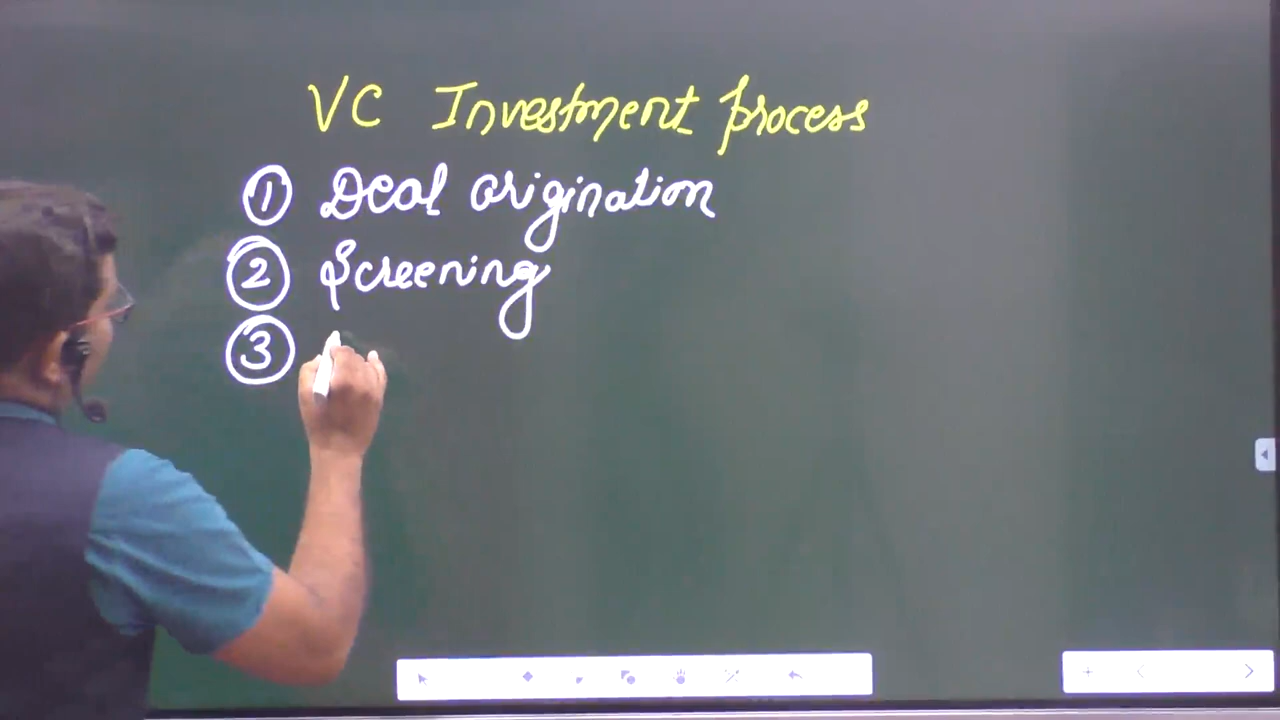 VC Investment process
① Deal origination
② Screening
③